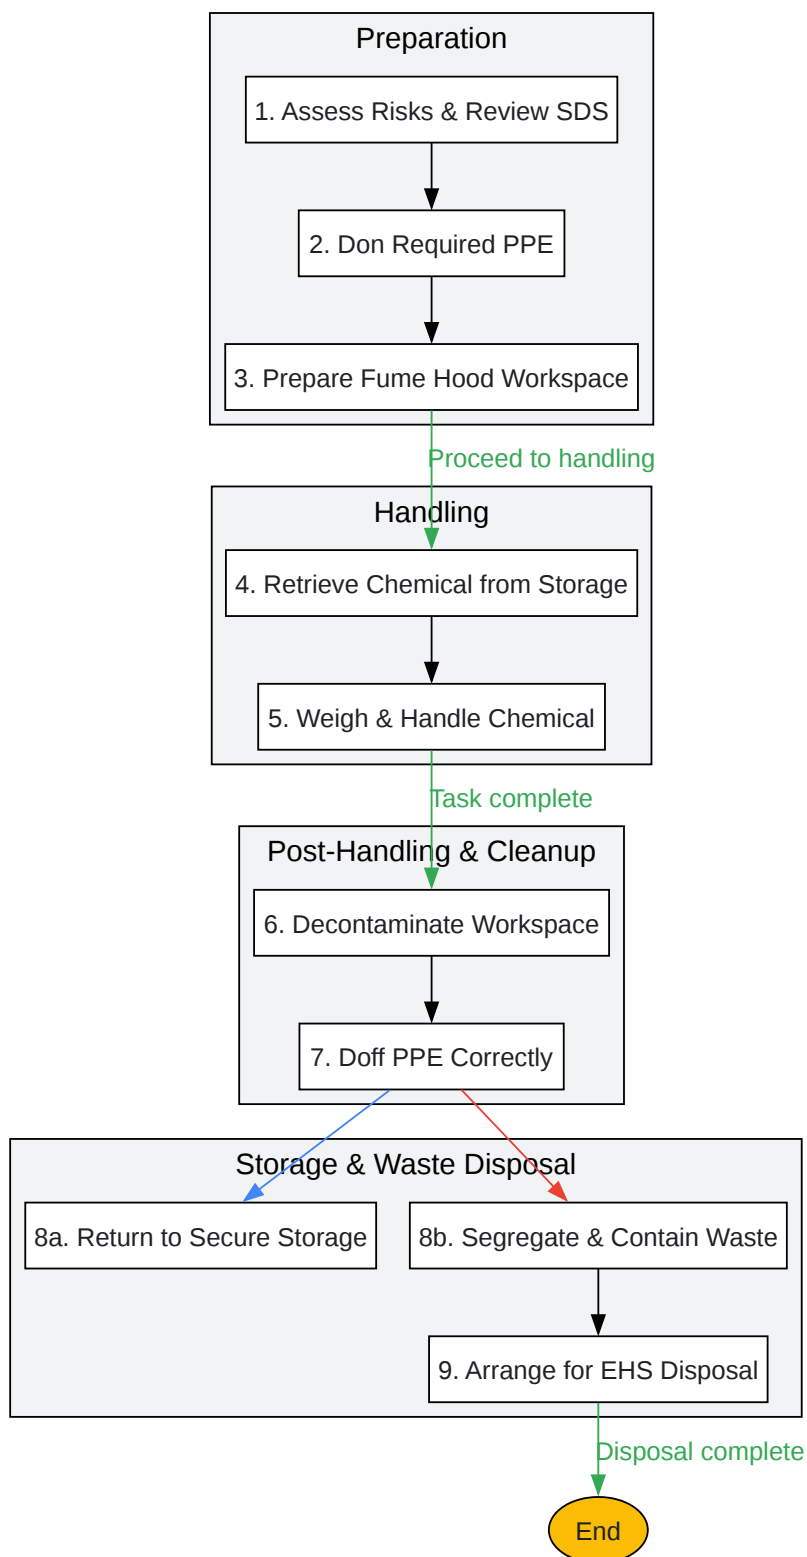 Preparation
1. Assess Risks & Review SDS
2. Don Required PPE
3. Prepare Fume Hood Workspace
Proceed to handling
Handling
4. Retrieve Chemical from Storage
5. Weigh & Handle Chemical
Task complete
Post-Handling & Cleanup
6. Decontaminate Workspace
7. Doff PPE Correctly
Storage & Waste Disposal
8a. Return to Secure Storage
8b. Segregate & Contain Waste
9. Arrange for EHS Disposal
Disposal complete
End